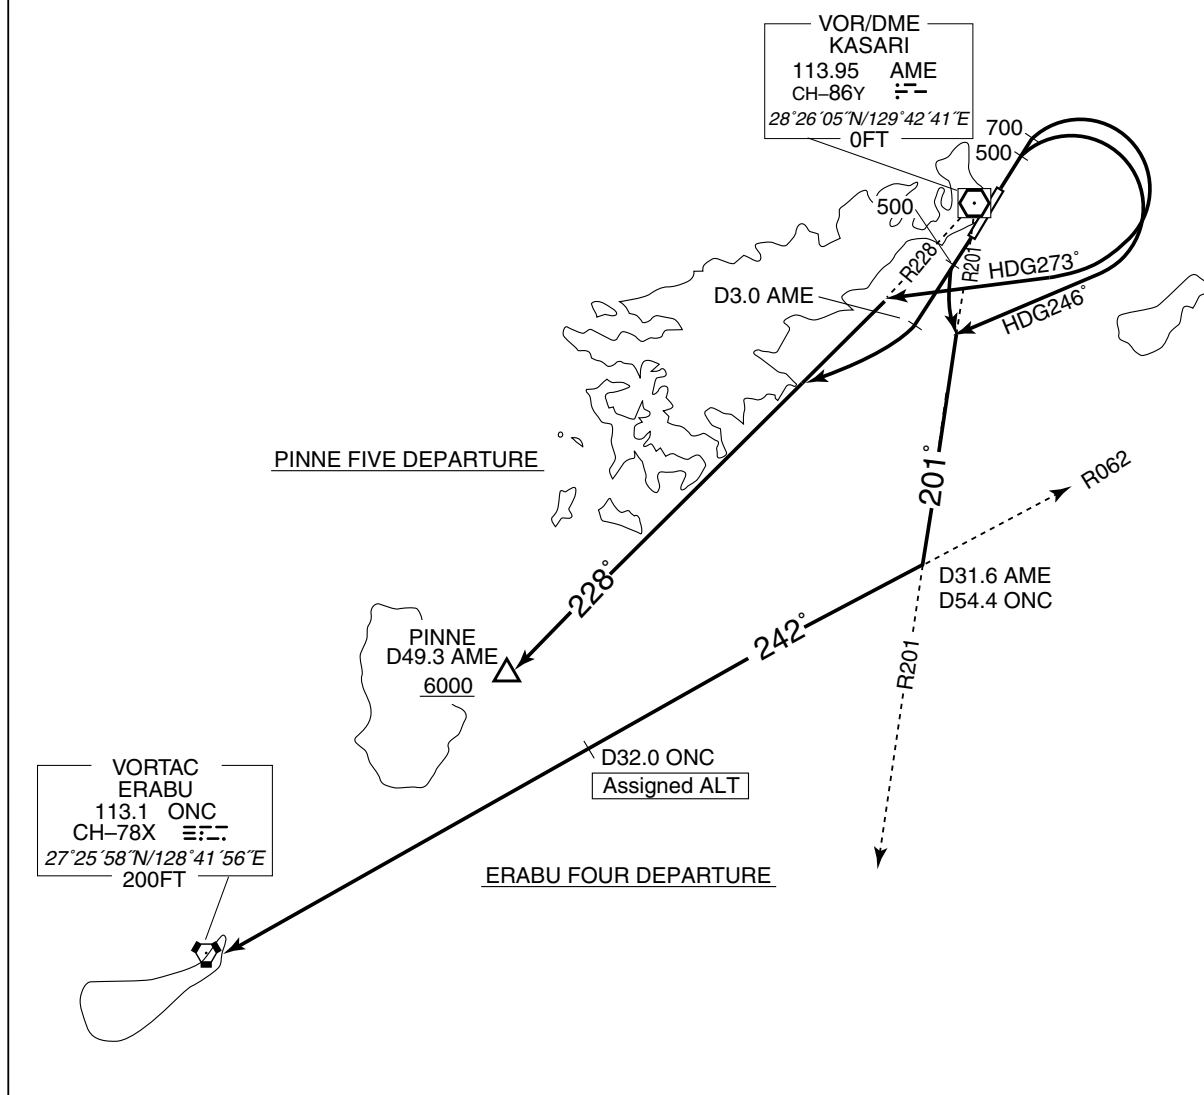 VOR/DME
KASARI
113.95 AME
CH–86Y
28°26´05˝N/129°42´41˝E
0FT
700
500
500
R228
R201
HDG273°
D3.0 AME
HDG246°
PINNE FIVE DEPARTURE
201°
R062
228°
D31.6 AME
D54.4 ONC
242°
PINNE
D49.3 AME
6000
R201
D32.0 ONC
Assigned ALT
VORTAC
ERABU
113.1 ONC
CH–78X
27°25´58˝N/128°41´56˝E
200FT
ERABU FOUR DEPARTURE